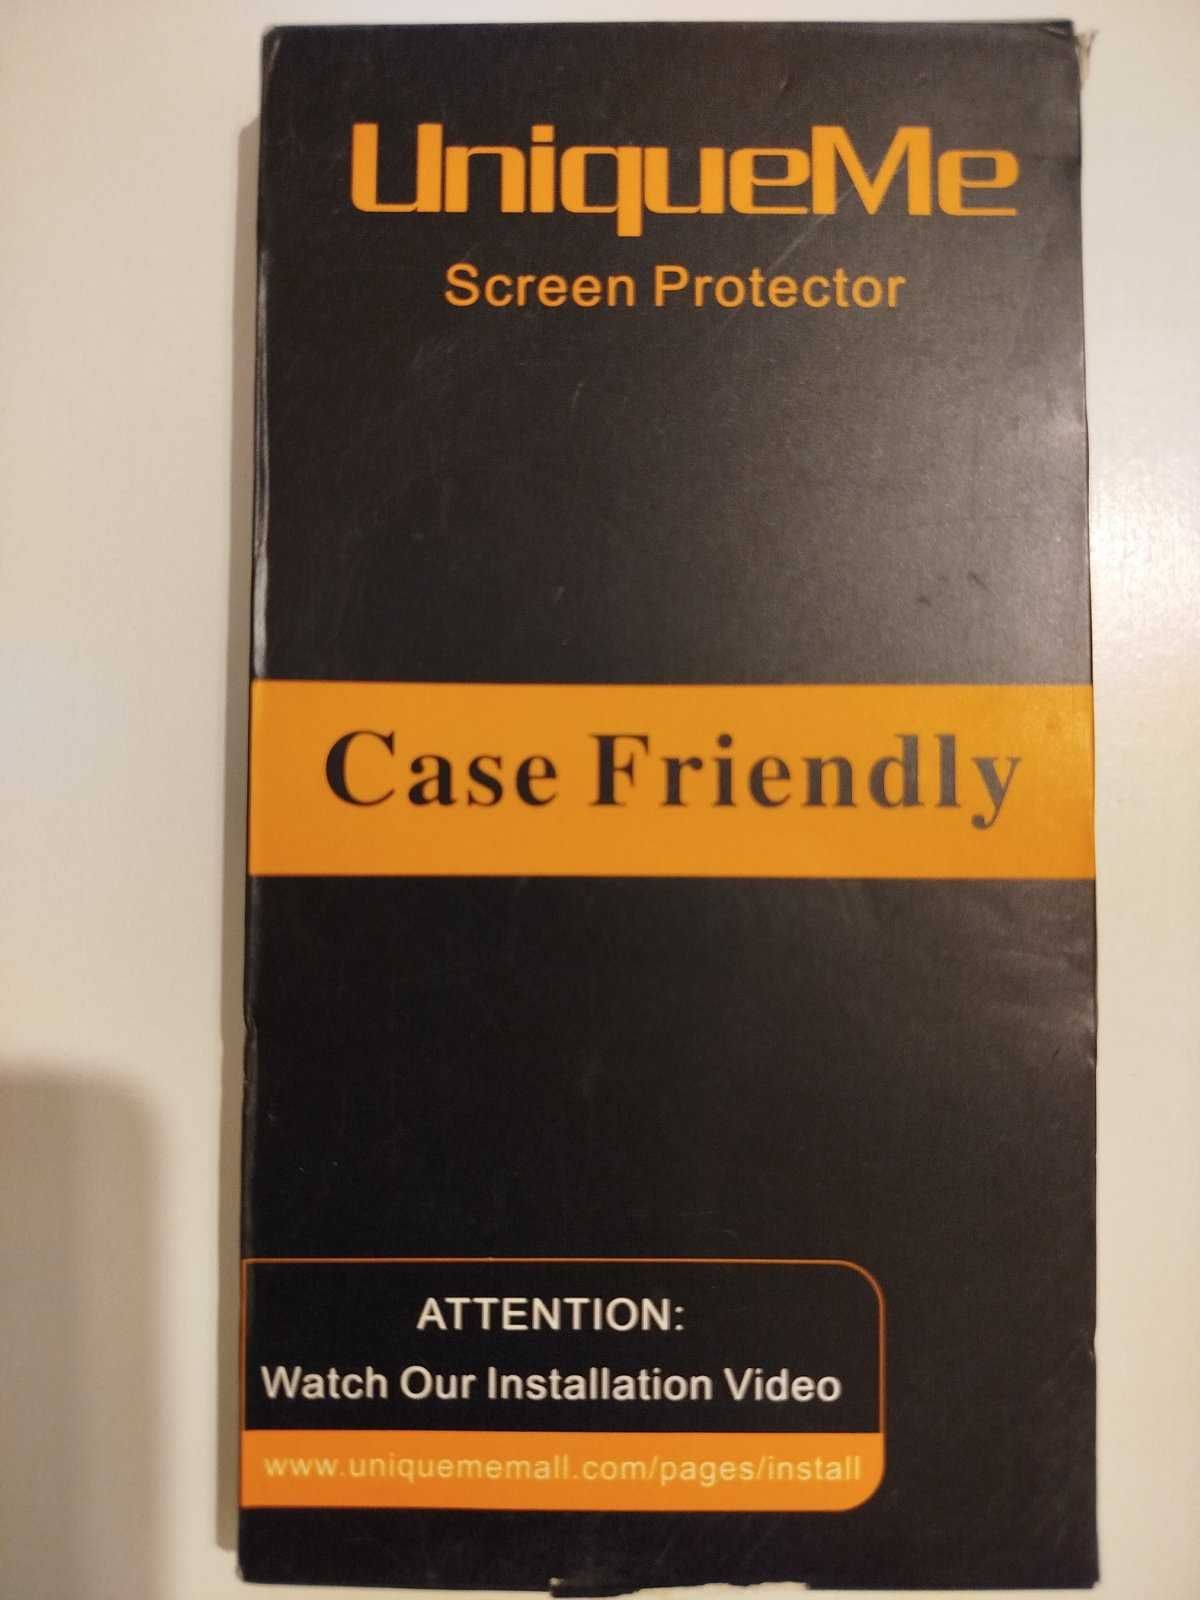 UniqueMe
Screen Protector
Case Friendly
ATTENTION:
Watch Our Installation Video
www.uniquememall.com/pages/install